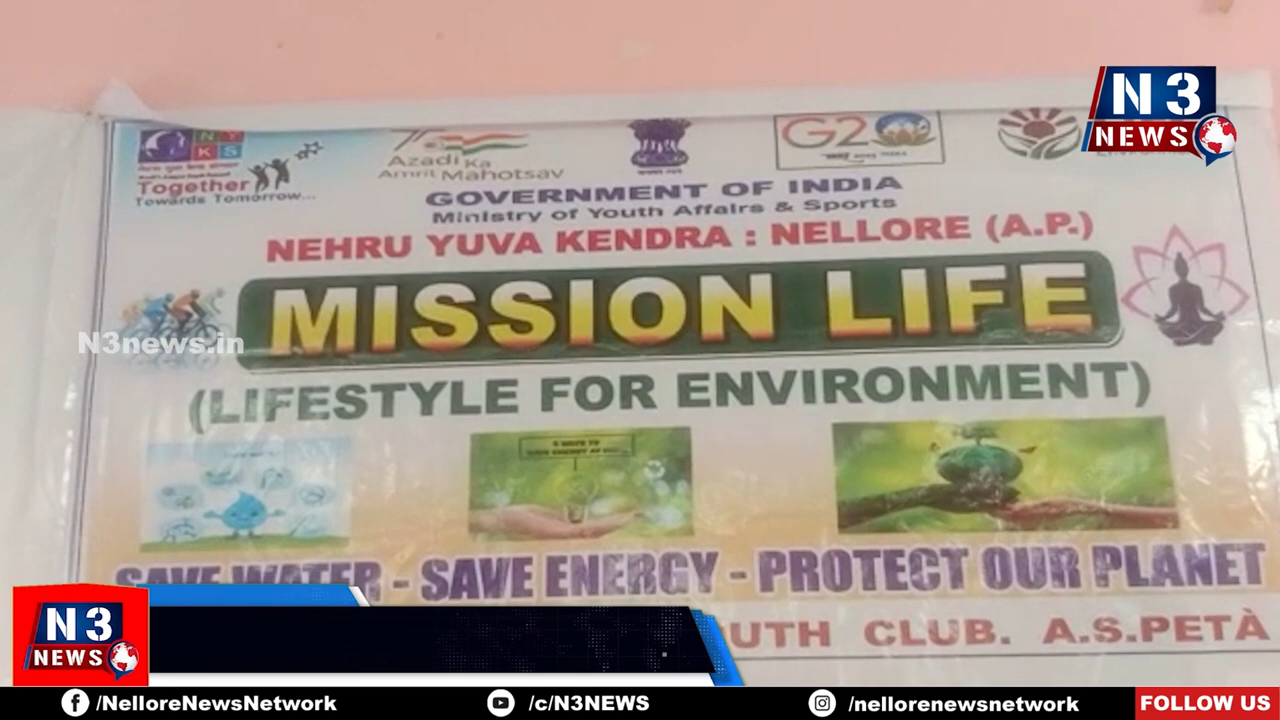 N3
NEWS
NYKS
Together
Towards Tomorrow...
Azadi Ka
Amrit Mahotsav
G20
GOVERNMENT OF INDIA
Ministry of Youth Affairs & Sports
NEHRU YUVA KENDRA : NELLORE (A.P.)
MISSION LIFE
N3news.in
(LIFESTYLE FOR ENVIRONMENT)
SAVE WATER - SAVE ENERGY - PROTECT OUR PLANET
UTH CLUB. A.S.PETÀ
N3
NEWS
/NelloreNewsNetwork
/c/N3NEWS
/nellorenewsnetwork
FOLLOW US